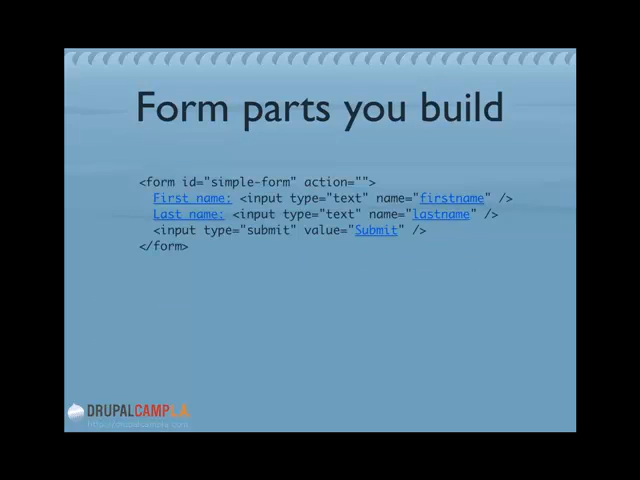 Form parts you build
<form id="simple-form" action="">
First name: <input type="text" name="firstname" />
Last name: <input type="text" name="lastname" />
<input type="submit" value="Submit" />
</form>
DRUPALCAMP L.A.